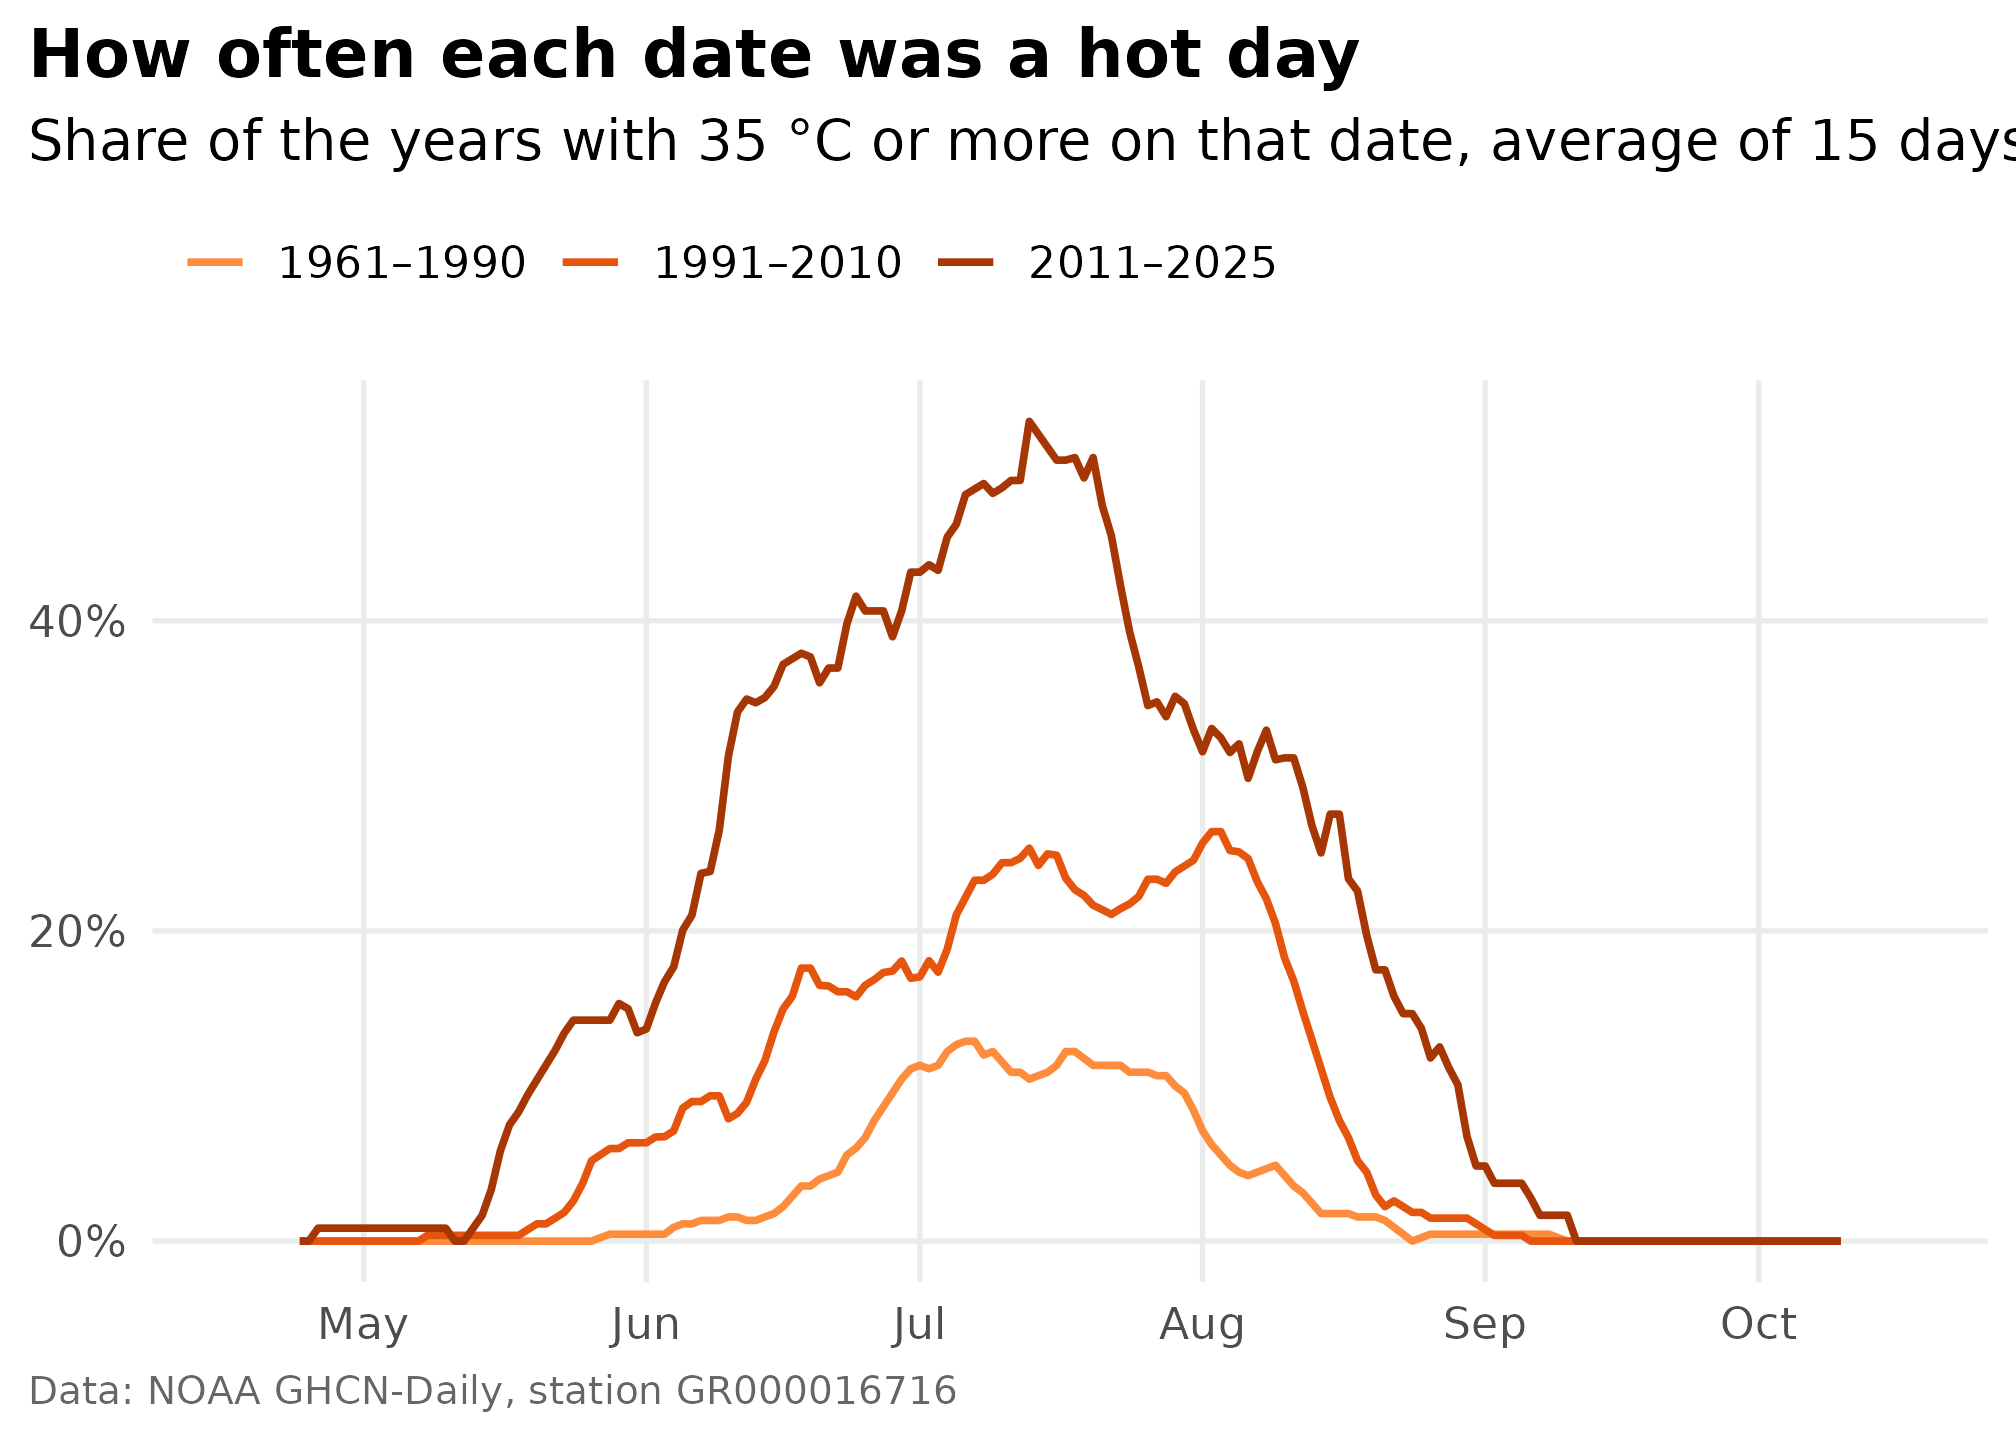 How often each date was a hot day
Share of the years with 35 °C or more on that date, average of 15 days
1961–1990 1991–2010 2011–2025
40%
20%
0%
May Jun Jul Aug Sep Oct
Data: NOAA GHCN-Daily, station GR000016716